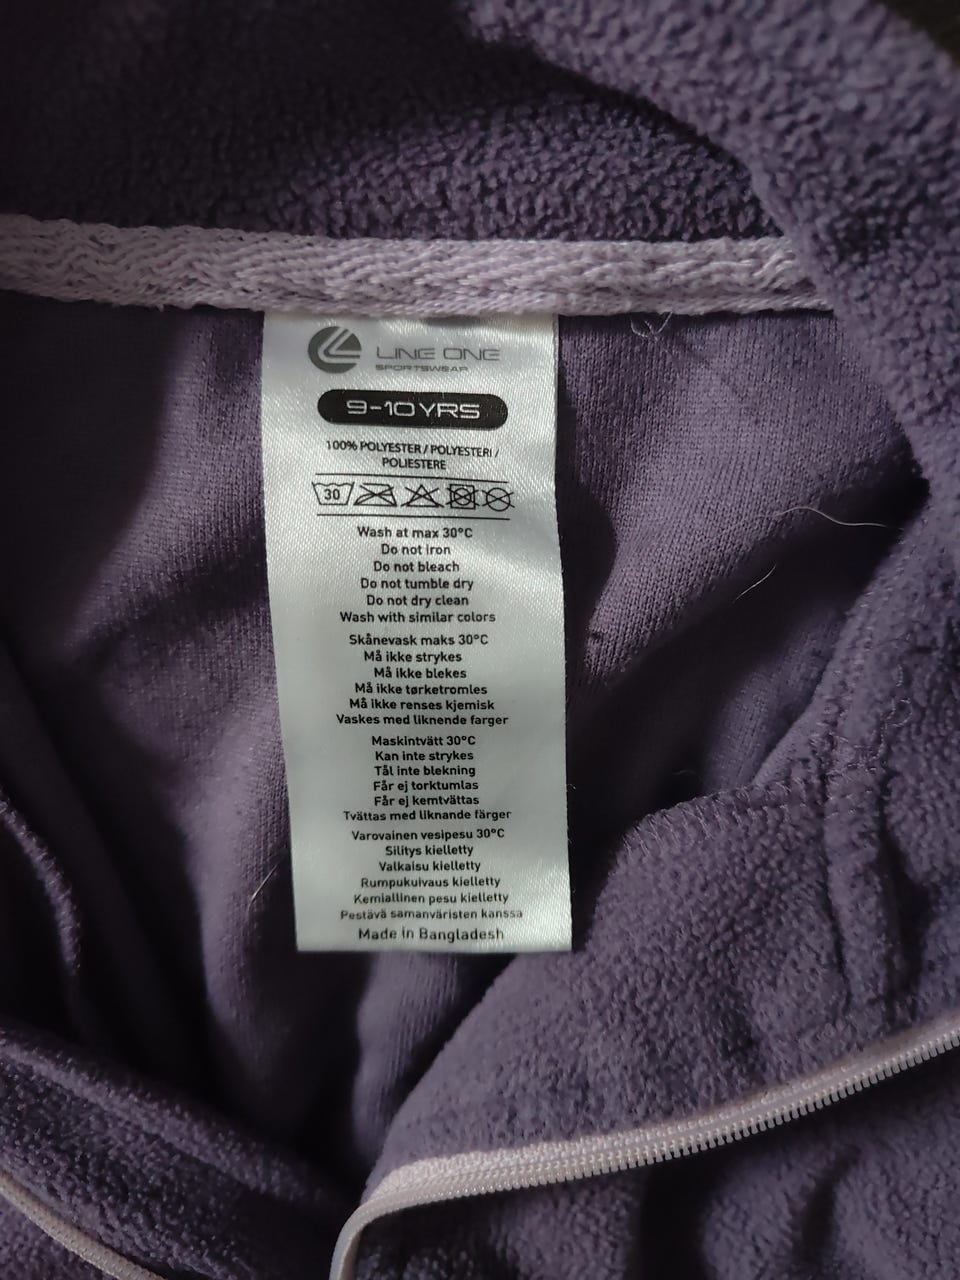 LINE ONE
SPORTSWEAR
9-10 YRS
100% POLYESTER / POLYESTERI /
POLIESTERE
30
Wash at max 30°C
Do not iron
Do not bleach
Do not tumble dry
Do not dry clean
Wash with similar colors
Skånevask maks 30°C
Må ikke strykes
Må ikke blekes
Må ikke tørketromles
Må ikke renses kjemisk
Vaskes med liknende farger
Maskintvätt 30°C
Kan inte strykes
Tål inte blekning
Får ej torktumlas
Får ej kemtvättas
Tvättas med liknande färger
Varovainen vesipesu 30°C
Silitys kielletty
Valkaisu kielletty
Rumpukuivaus kielletty
Kemiallinen pesu kielletty
Pestävä samanväristen kanssa
Made in Bangladesh